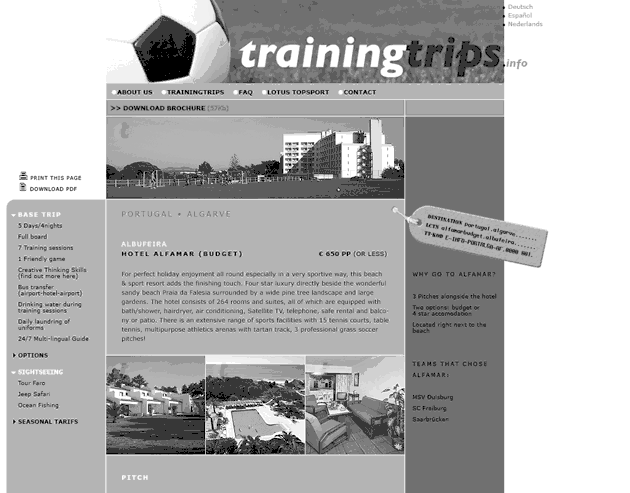 Deutsch
Español
Nederlands
trainingtrips.info
ABOUT US TRAININGTRIPS FAQ LOTUS TOPSPORT CONTACT
>> DOWNLOAD BROCHURE
PRINT THIS PAGE
DOWNLOAD PDF
BASE TRIP
5 Days/4nights
Full board
7 Training sessions
1 Friendly game
Creative Thinking Skills
(find out more here)
Bus transfer
(airport-hotel-airport)
Drinking water during
training sessions
Daily laundring of
uniforms
24/7 Multi-lingual Guide
OPTIONS
SIGHTSEEING
Tour Faro
Jeep Safari
Ocean Fishing
SEASONAL TARIFS
PORTUGAL • ALGARVE
ALBUFEIRA
HOTEL ALFAMAR (BUDGET) € 650 PP (OR LESS)
For perfect holiday enjoyment all round especially in a very sportive way, this beach
& sport resort adds the finishing touch. Four star luxury directly beside the wonderful
sandy beach Praia da Falesia surrounded by a wide pine tree landscape and large
gardens. The hotel consists of 264 rooms and suites, all of which are equipped with
bath/shower, hairdryer, air conditioning, Satellite TV, telephone, safe rental and balco-
ny or patio. There is an extensive range of sports facilities with 15 tennis courts, table
tennis, multipurpose athletics arenas with tartan track, 3 professional grass soccer
pitches!
PITCH
DESTINATION portugal.algarve.......
LCTS alfamarbudget.albufeira.......
WHY GO TO ALFAMAR?
3 Pitches alongside the hotel
Two options: budget or
4 star accomodation
Located right next to the
beach
TEAMS THAT CHOSE
ALFAMAR:
MSV Duisburg
SC Freiburg
Saarbrücken